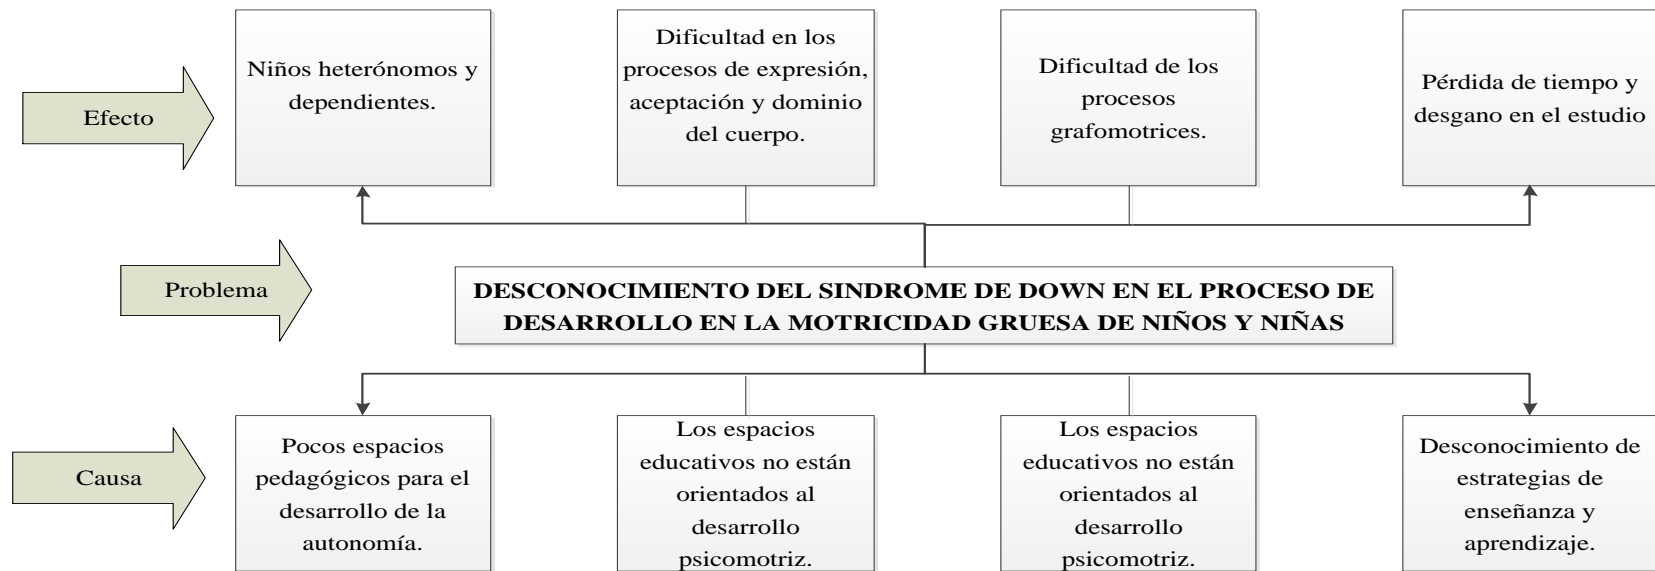 Efecto
Niños heterónomos y
dependientes.
Dificultad en los
procesos de expresión,
aceptación y dominio
del cuerpo.
Dificultad de los
procesos
grafomotrices.
Pérdida de tiempo y
desgano en el estudio
Problema
DESCONOCIMIENTO DEL SINDROME DE DOWN EN EL PROCESO DE
DESARROLLO EN LA MOTRICIDAD GRUESA DE NIÑOS Y NIÑAS
Causa
Pocos espacios
pedagógicos para el
desarrollo de la
autonomía.
Los espacios
educativos no están
orientados al
desarrollo
psicomotriz.
Los espacios
educativos no están
orientados al
desarrollo
psicomotriz.
Desconocimiento de
estrategias de
enseñanza y
aprendizaje.